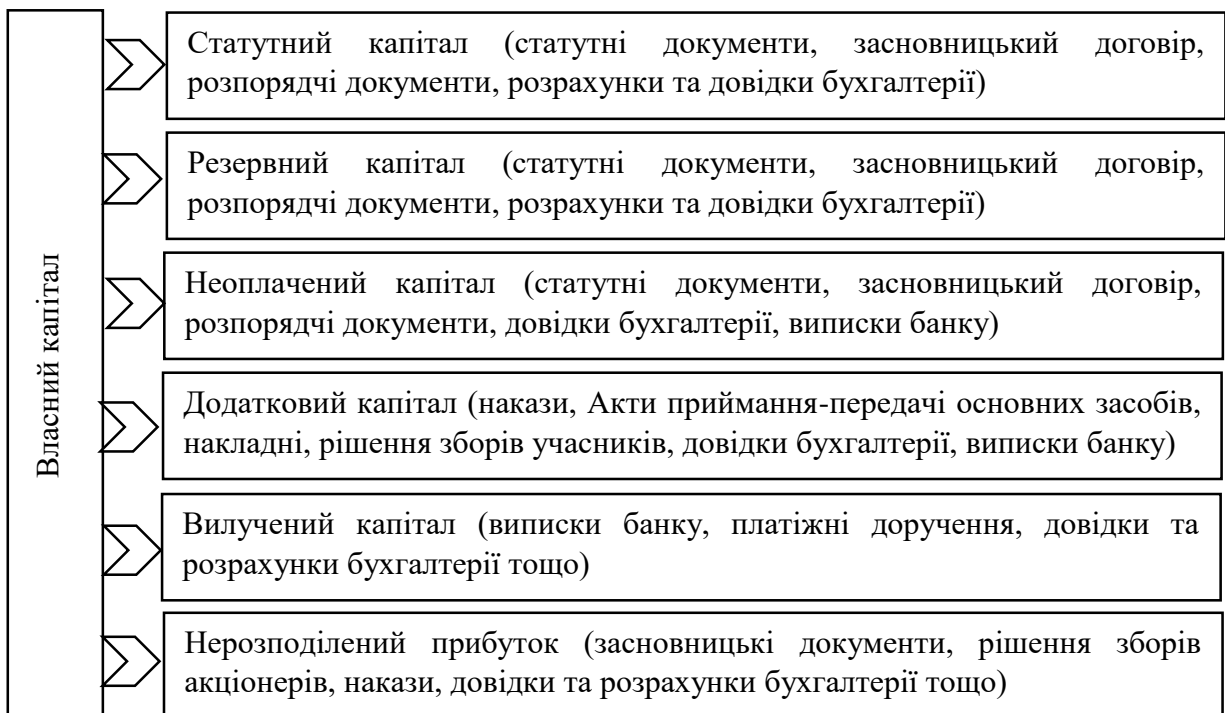 Власний капітал
Статутний капітал (статутні документи, засновницький договір,
розпорядчі документи, розрахунки та довідки бухгалтерії)
Резервний капітал (статутні документи, засновницький договір,
розпорядчі документи, розрахунки та довідки бухгалтерії)
Неоплачений капітал (статутні документи, засновницький договір,
розпорядчі документи, довідки бухгалтерії, виписки банку)
Додатковий капітал (накази, Акти приймання-передачі основних засобів,
накладні, рішення зборів учасників, довідки бухгалтерії, виписки банку)
Вилучений капітал (виписки банку, платіжні доручення, довідки та
розрахунки бухгалтерії тощо)
Нерозподілений прибуток (засновницькі документи, рішення зборів
акціонерів, накази, довідки та розрахунки бухгалтерії тощо)